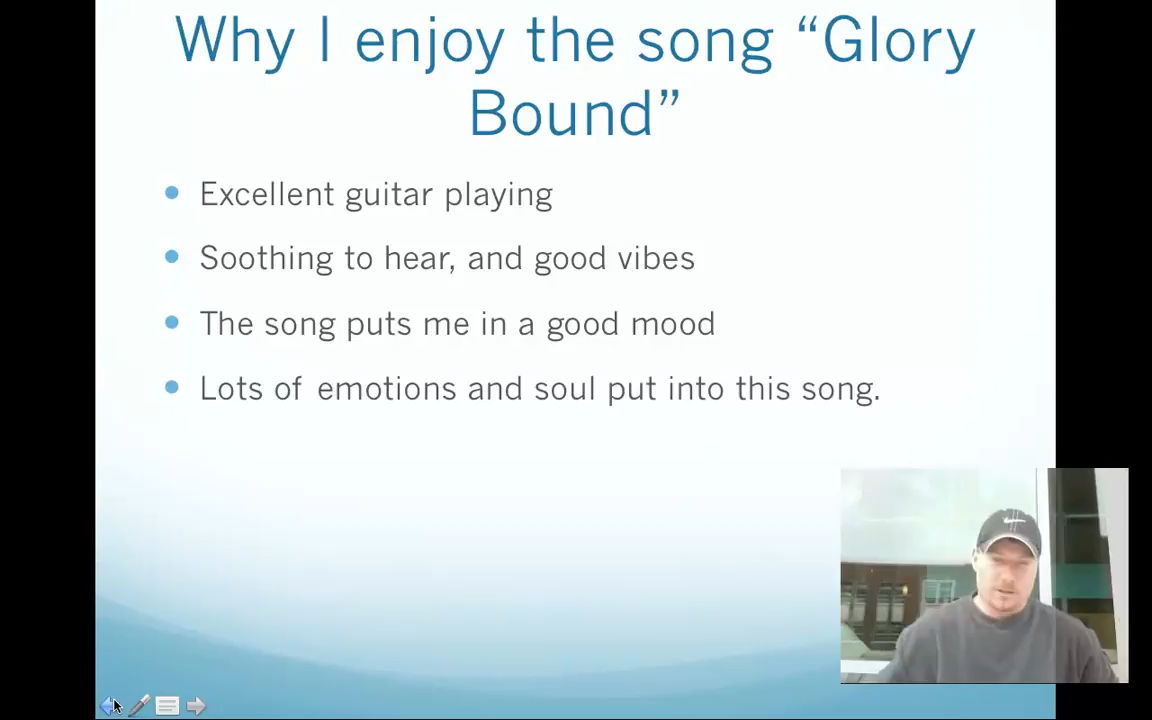 Why I enjoy the song “Glory
Bound”
Excellent guitar playing
Soothing to hear, and good vibes
The song puts me in a good mood
Lots of emotions and soul put into this song.